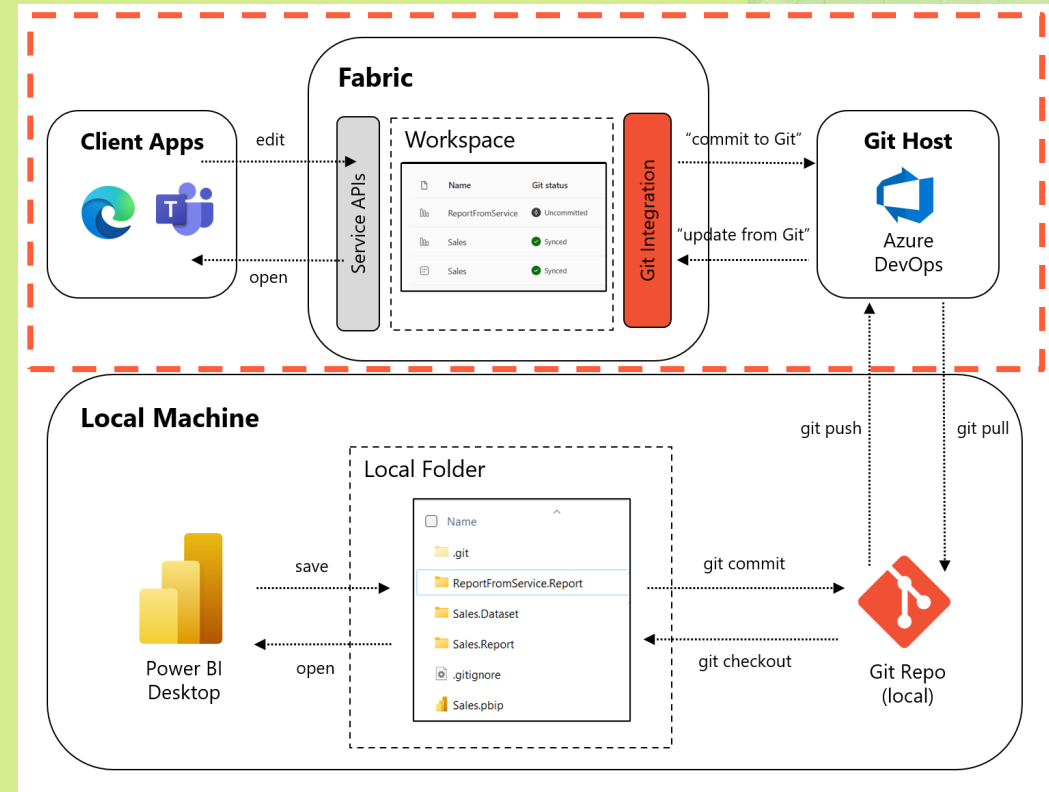 Fabric
Client Apps
edit
open
Service APIs
Workspace
Name Git status
ReportFromService Uncommitted
Sales Synced
Sales Synced
Git Integration
“commit to Git”
“update from Git”
Git Host
Azure
DevOps
Local Machine
git push
git pull
Local Folder
Name
.git
ReportFromService.Report
Sales.Dataset
Sales.Report
.gitignore
Sales.pbip
save
open
Power BI
Desktop
git commit
git checkout
Git Repo
(local)